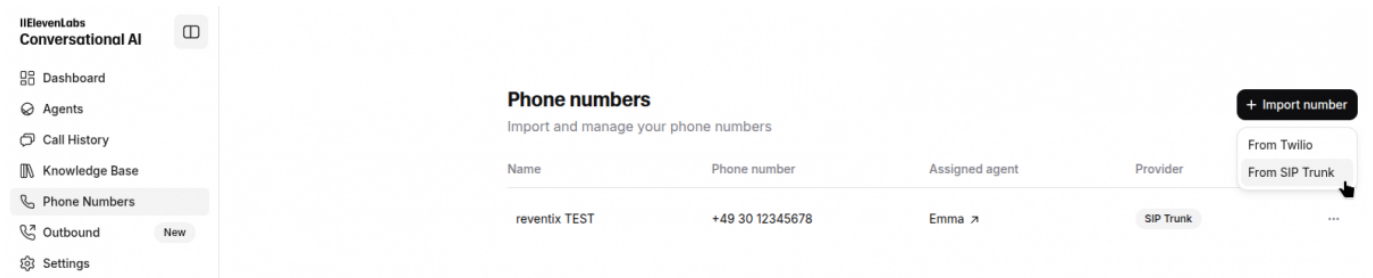 IIElevenLabs
Conversational AI
Dashboard
Agents
Call History
Knowledge Base
Phone Numbers
Outbound New
Settings
Phone numbers
Import and manage your phone numbers
+ Import number
From Twilio
From SIP Trunk
Name Phone number Assigned agent Provider
reventix TEST +49 30 12345678 Emma ↗ SIP Trunk ...